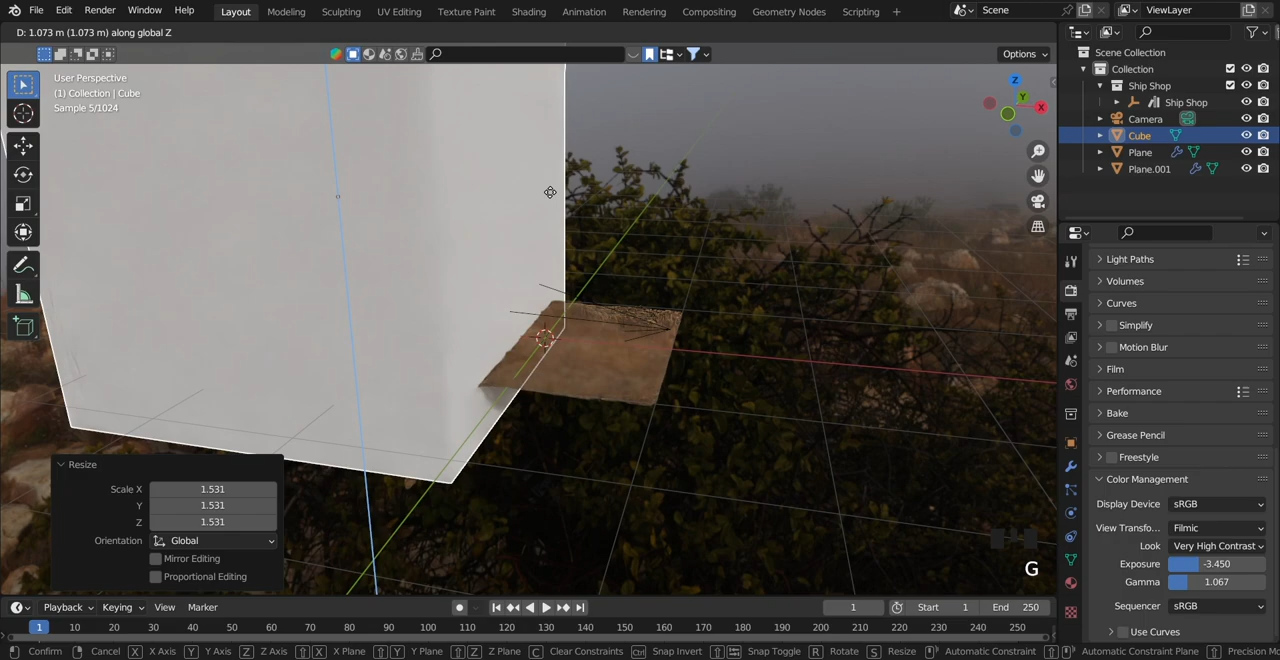 File Edit Render Window Help Layout Modeling Sculpting UV Editing Texture Paint Shading Animation Rendering Compositing Geometry Nodes Scripting + Scene ViewLayer
D: 1.073 m (1.073 m) along global Z
Options
User Perspective
(1) Collection | Cube
Sample 5/1024
Z
Y
X
Scene Collection
Collection
Ship Shop
Ship Shop
Camera
Cube
Plane
Plane.001
Light Paths
Volumes
Curves
Simplify
Motion Blur
Film
Performance
Bake
Grease Pencil
Freestyle
Color Management
Display Device sRGB
View Transfo... Filmic
Look Very High Contrast
Exposure -3.450
Gamma 1.067
Sequencer sRGB
Use Curves
Resize
Scale X 1.531
Y 1.531
Z 1.531
Orientation Global
Mirror Editing
Proportional Editing
G
Playback Keying View Marker 1 Start 1 End 250
1 10 20 30 40 50 60 70 80 90 100 110 120 130 140 150 160 170 180 190 200 210 220 230 240 250
Confirm Cancel X X Axis Y Y Axis Z Z Axis X X Plane Y Y Plane Z Z Plane C Clear Constraints Ctrl Snap Invert Snap Toggle R Rotate S Resize Automatic Constraint Automatic Constraint Plane Precision Mo